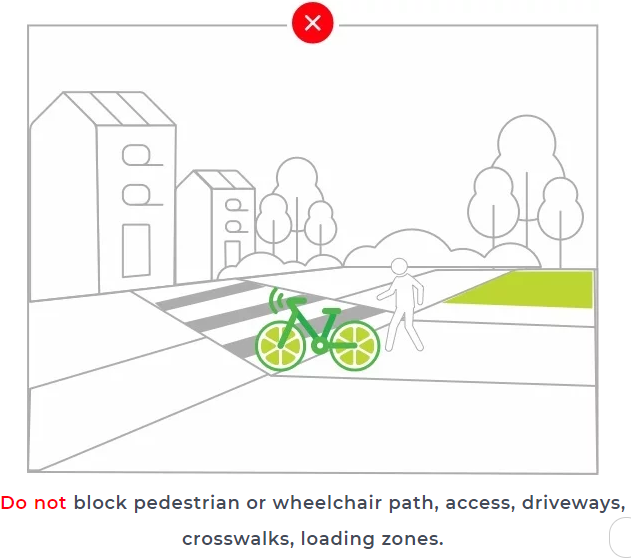 Do not block pedestrian or wheelchair path, access, driveways,
crosswalks, loading zones.